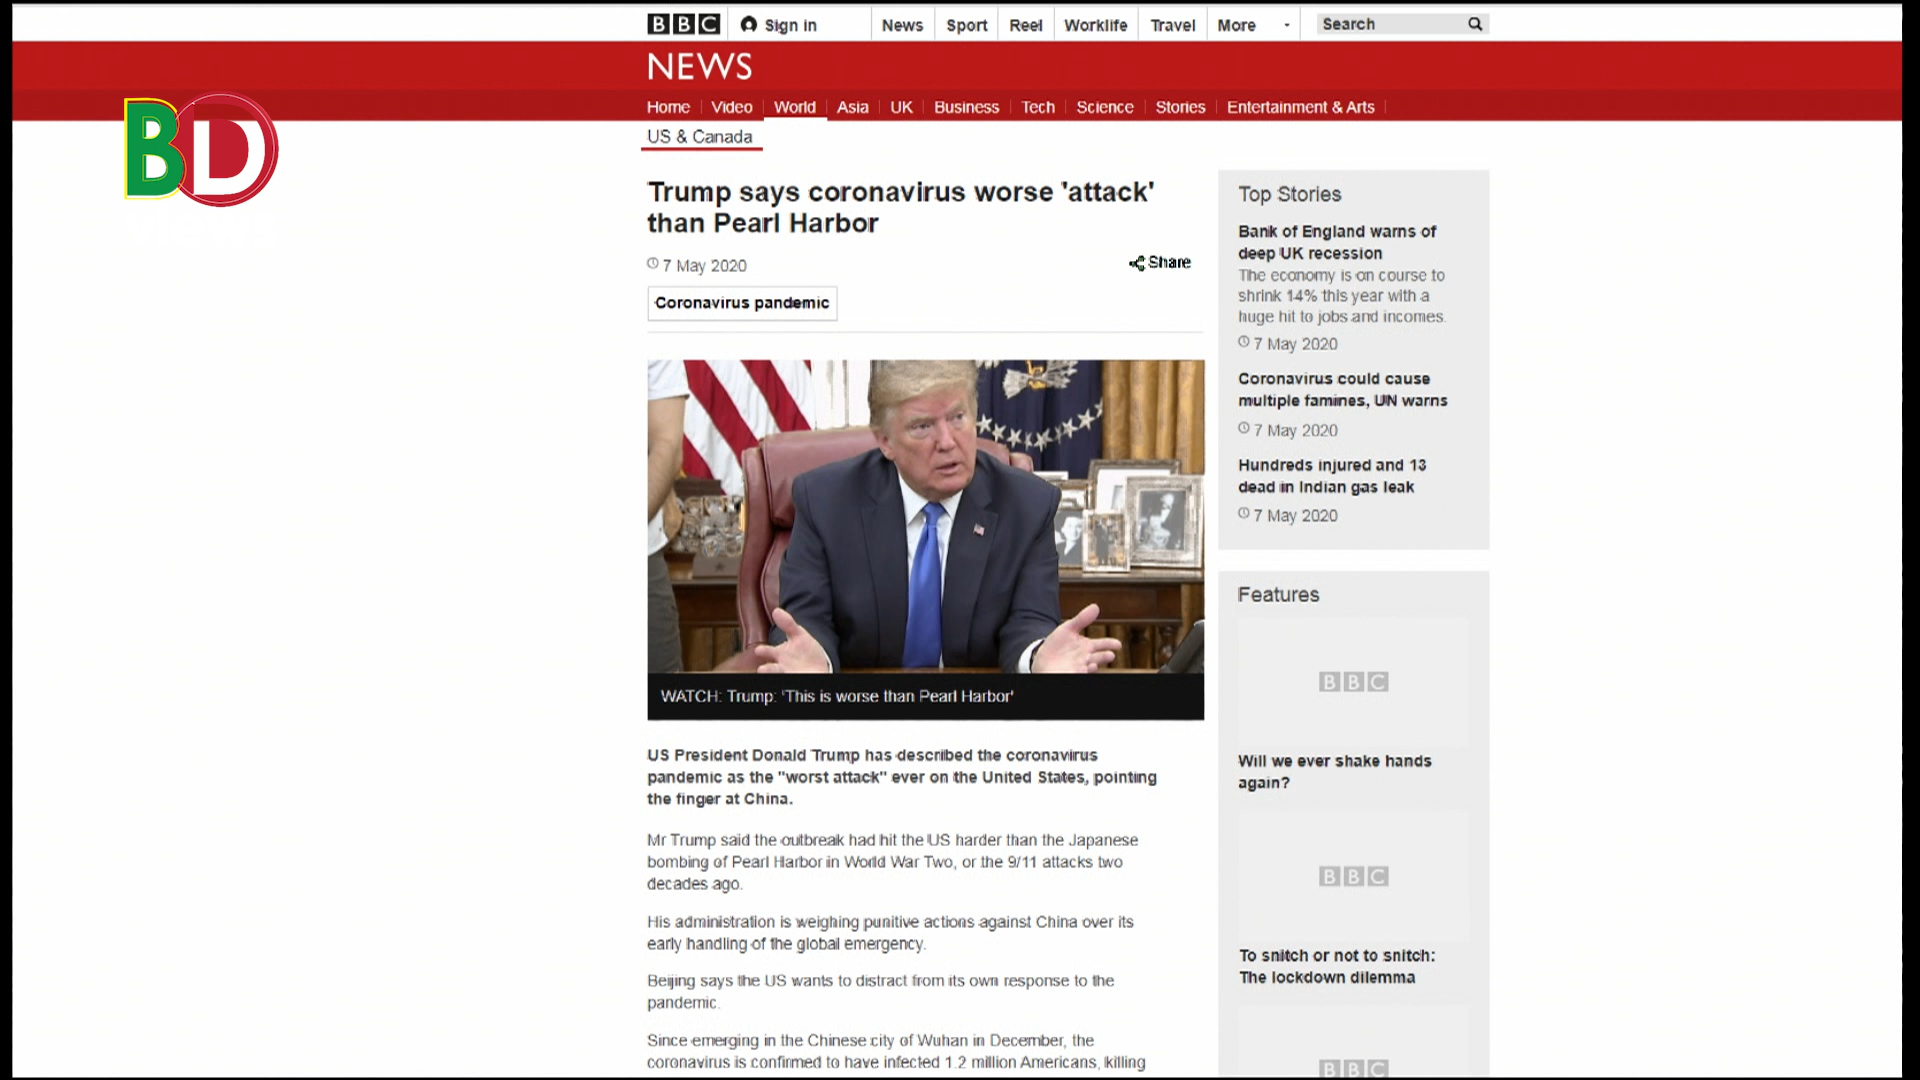 BBC
Sign in
News
Sport
Reel
Worklife
Travel
More
Search
NEWS
Home
Video
World
Asia
UK
Business
Tech
Science
Stories
Entertainment & Arts
US & Canada
BD
Trump says coronavirus worse 'attack'
than Pearl Harbor
7 May 2020
Share
Coronavirus pandemic
WATCH: Trump: 'This is worse than Pearl Harbor'
US President Donald Trump has described the coronavirus
pandemic as the "worst attack" ever on the United States, pointing
the finger at China.
Mr Trump said the outbreak had hit the US harder than the Japanese
bombing of Pearl Harbor in World War Two, or the 9/11 attacks two
decades ago.
His administration is weighing punitive actions against China over its
early handling of the global emergency.
Beijing says the US wants to distract from its own response to the
pandemic.
Since emerging in the Chinese city of Wuhan in December, the
coronavirus is confirmed to have infected 1.2 million Americans, killing
Top Stories
Bank of England warns of
deep UK recession
The economy is on course to
shrink 14% this year with a
huge hit to jobs and incomes.
7 May 2020
Coronavirus could cause
multiple famines, UN warns
7 May 2020
Hundreds injured and 13
dead in Indian gas leak
7 May 2020
Features
BBC
Will we ever shake hands
again?
BBC
To snitch or not to snitch:
The lockdown dilemma
BBC